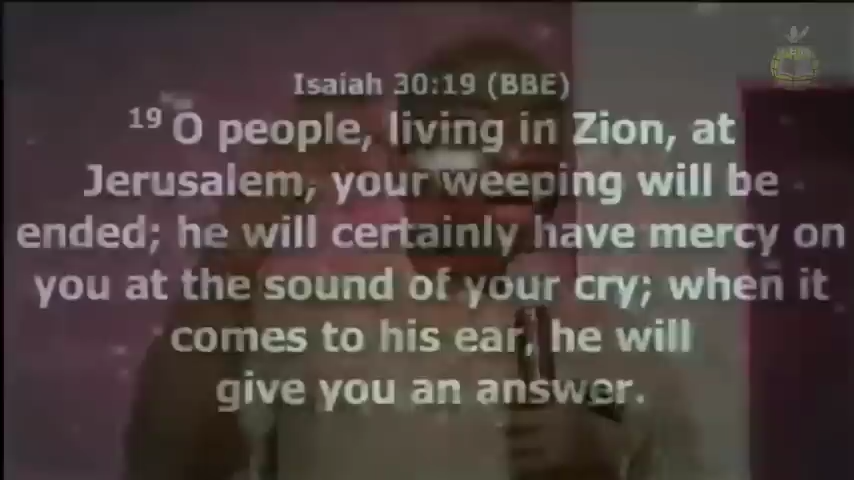 Isaiah 30:19 (BBE)
19 O people, living in Zion, at
Jerusalem, your weeping will be
ended; he will certainly have mercy on
you at the sound of your cry; when it
comes to his ear, he will
give you an answer.